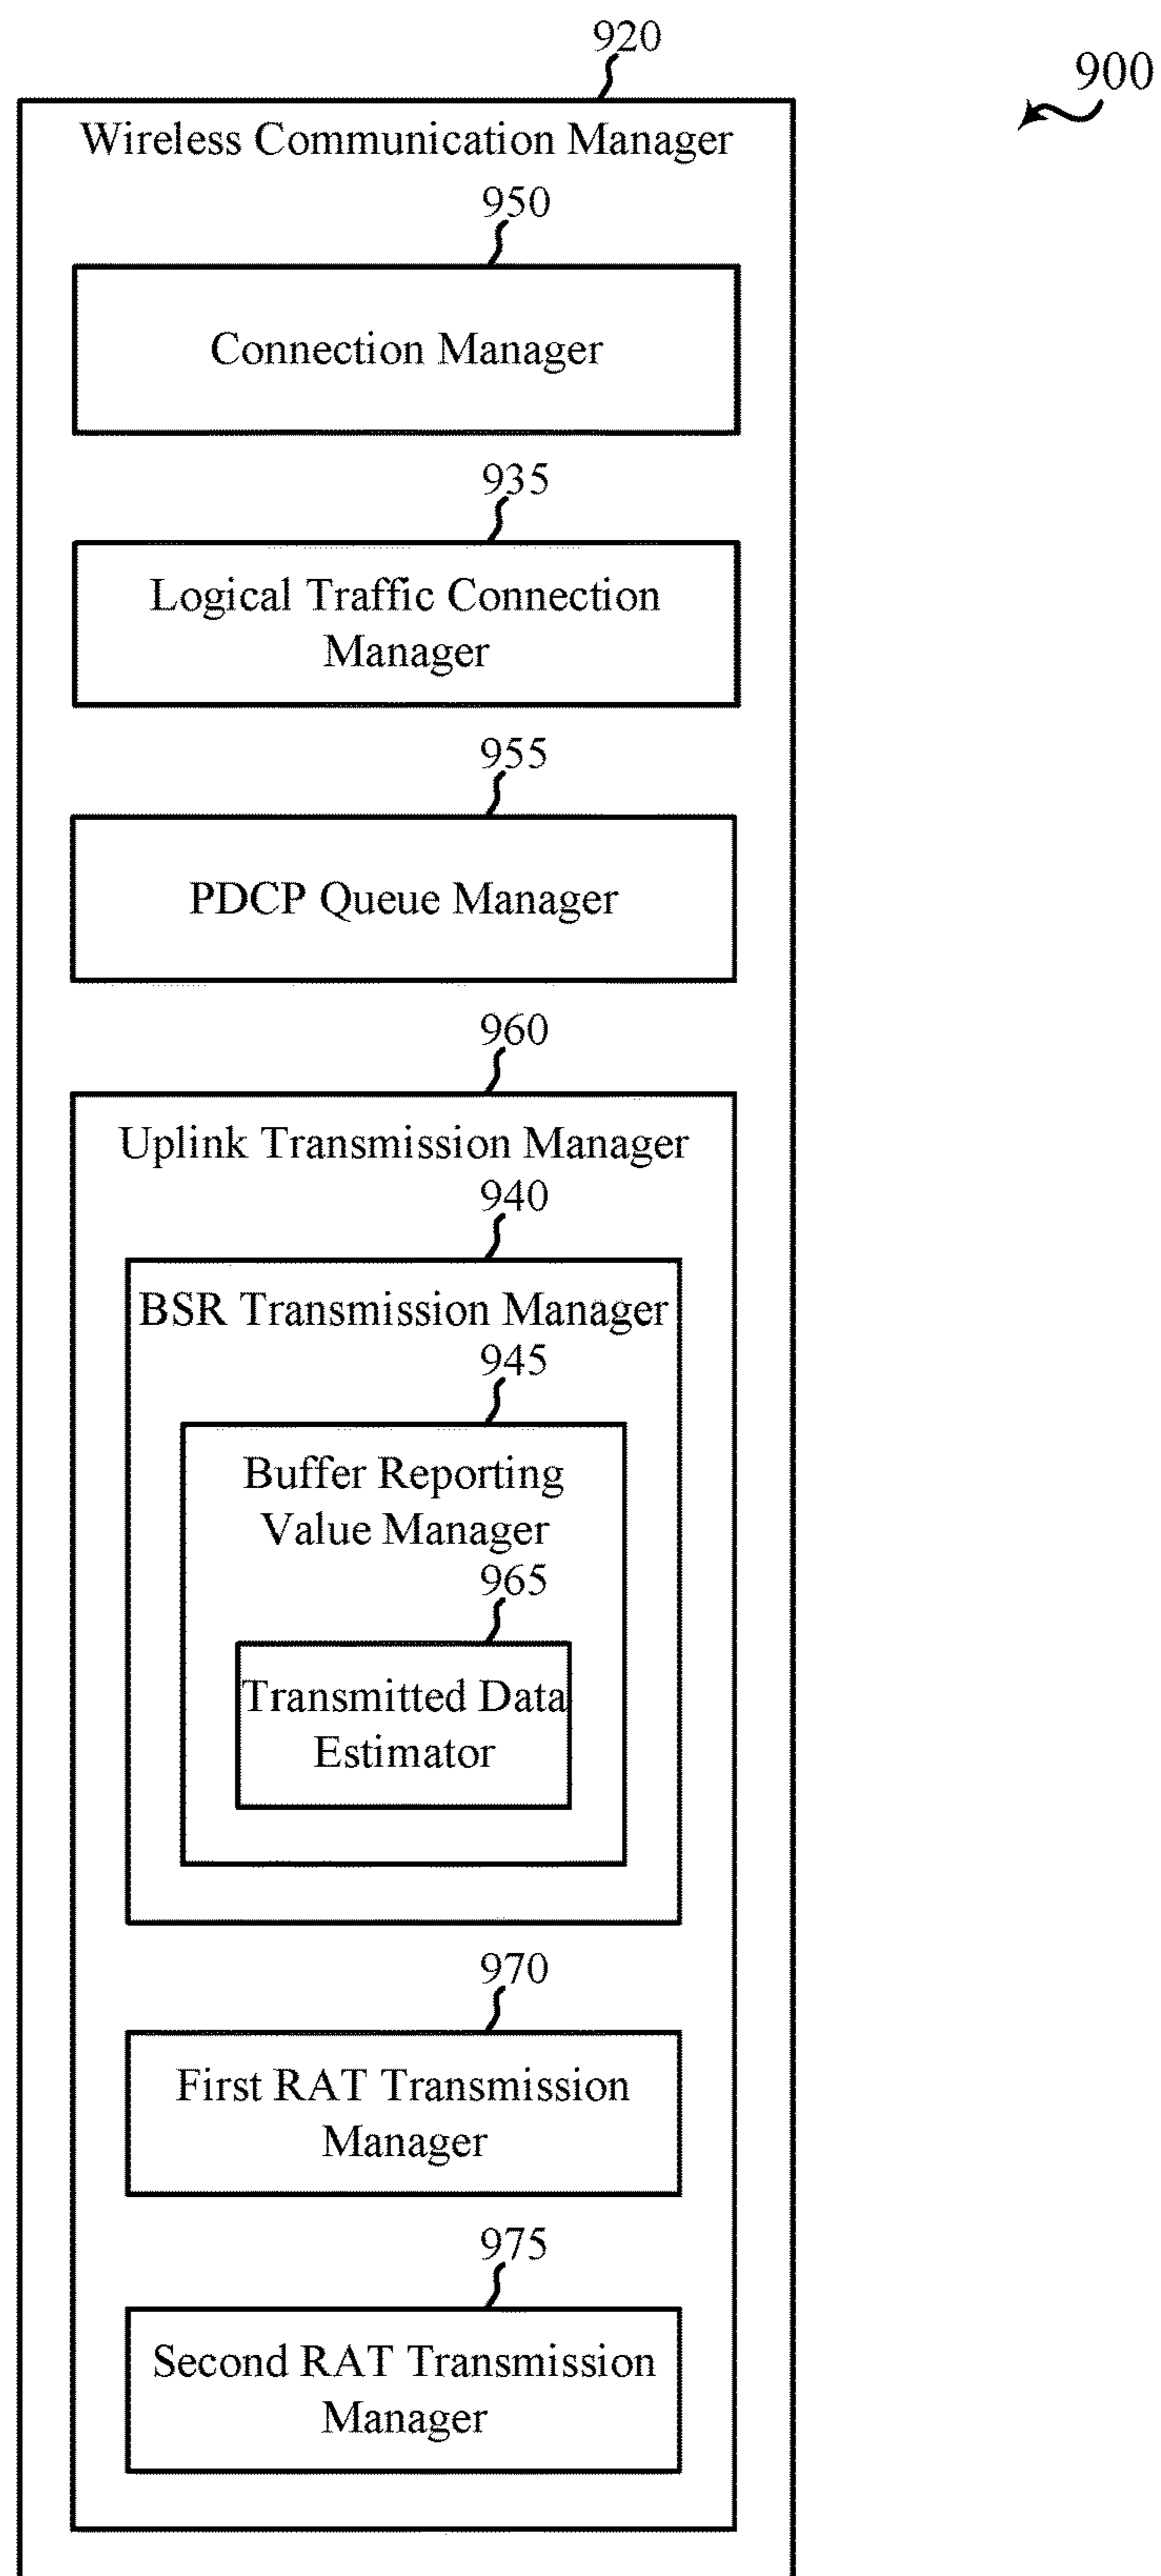 920
900
Wireless Communication Manager
950
Connection Manager
935
Logical Traffic Connection
Manager
955
PDCP Queue Manager
960
Uplink Transmission Manager
940
BSR Transmission Manager
945
Buffer Reporting
Value Manager
965
Transmitted Data
Estimator
970
First RAT Transmission
Manager
975
Second RAT Transmission
Manager